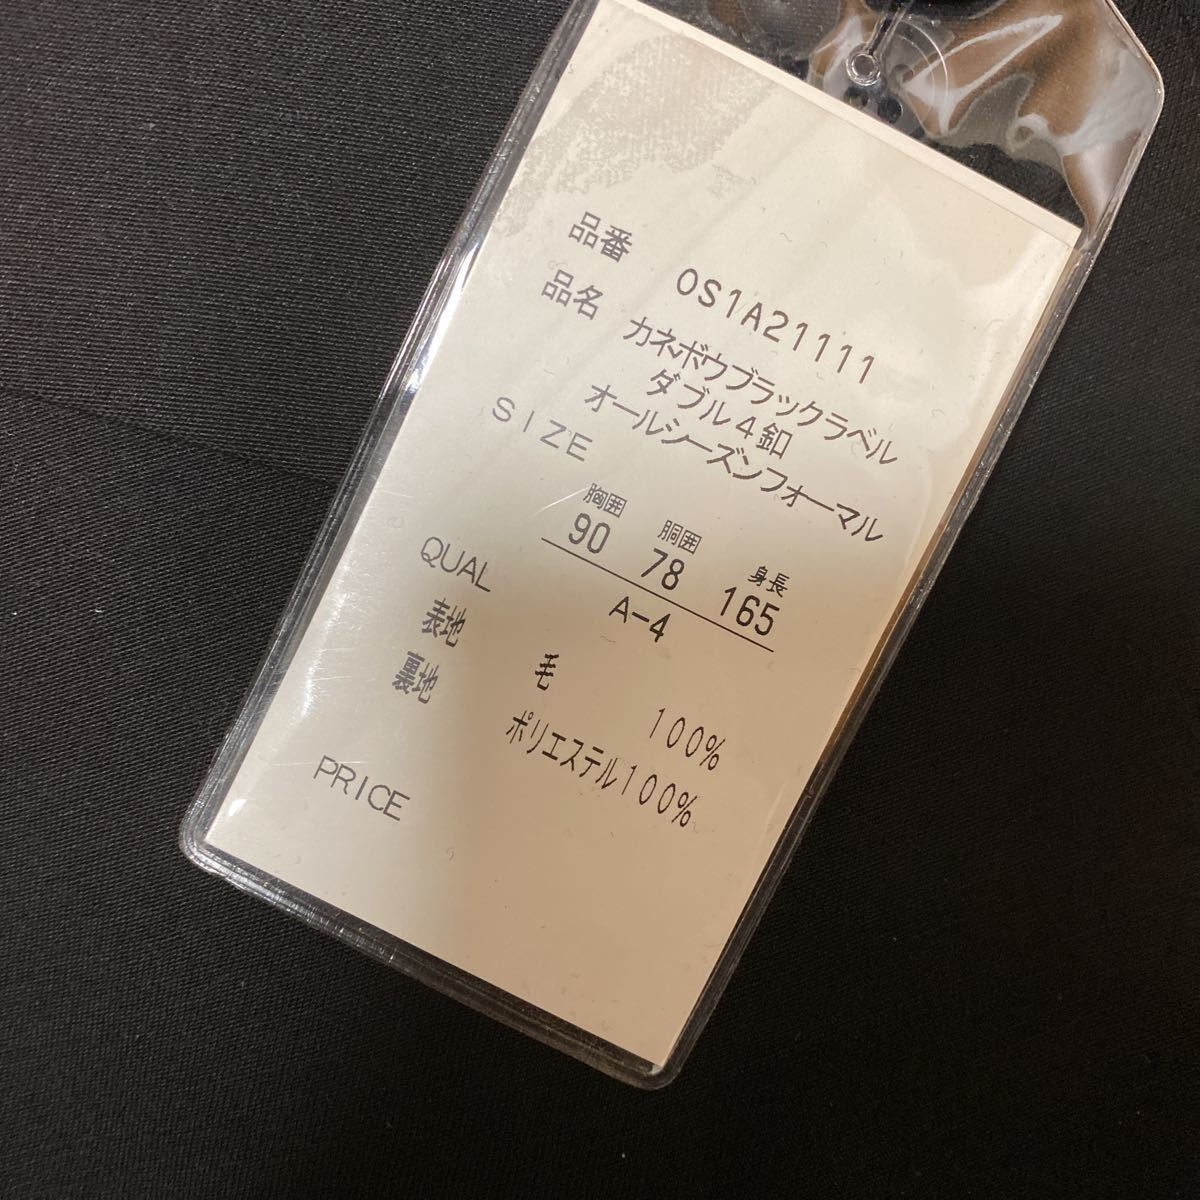 品番 OS1A21111
品名 カネボウブラックラベル
ダブル4釦
オールシーズンフォーマル
SIZE
胸囲 胴囲 身長
90 78 165
A-4
QUAL
表地 毛 100%
裏地 ポリエステル100%
PRICE